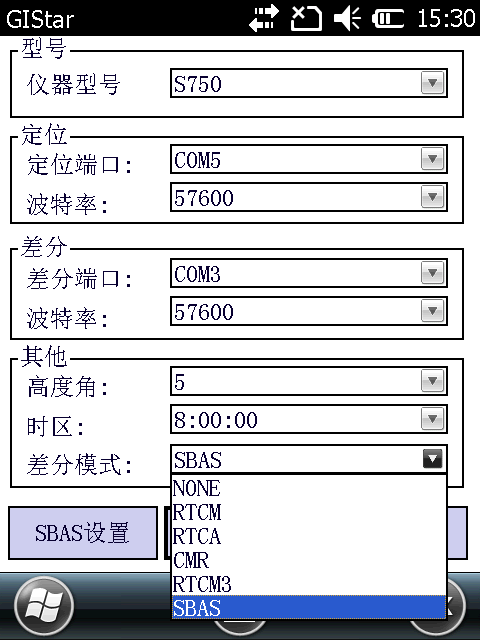 GIStar 15:30
型号
仪器型号 S750
定位
定位端口: COM5
波特率: 57600
差分
差分端口: COM3
波特率: 57600
其他
高度角: 5
时区: 8:00:00
差分模式: SBAS
NONE
RTCM
RTCA
CMR
RTCM3
SBAS
SBAS设置